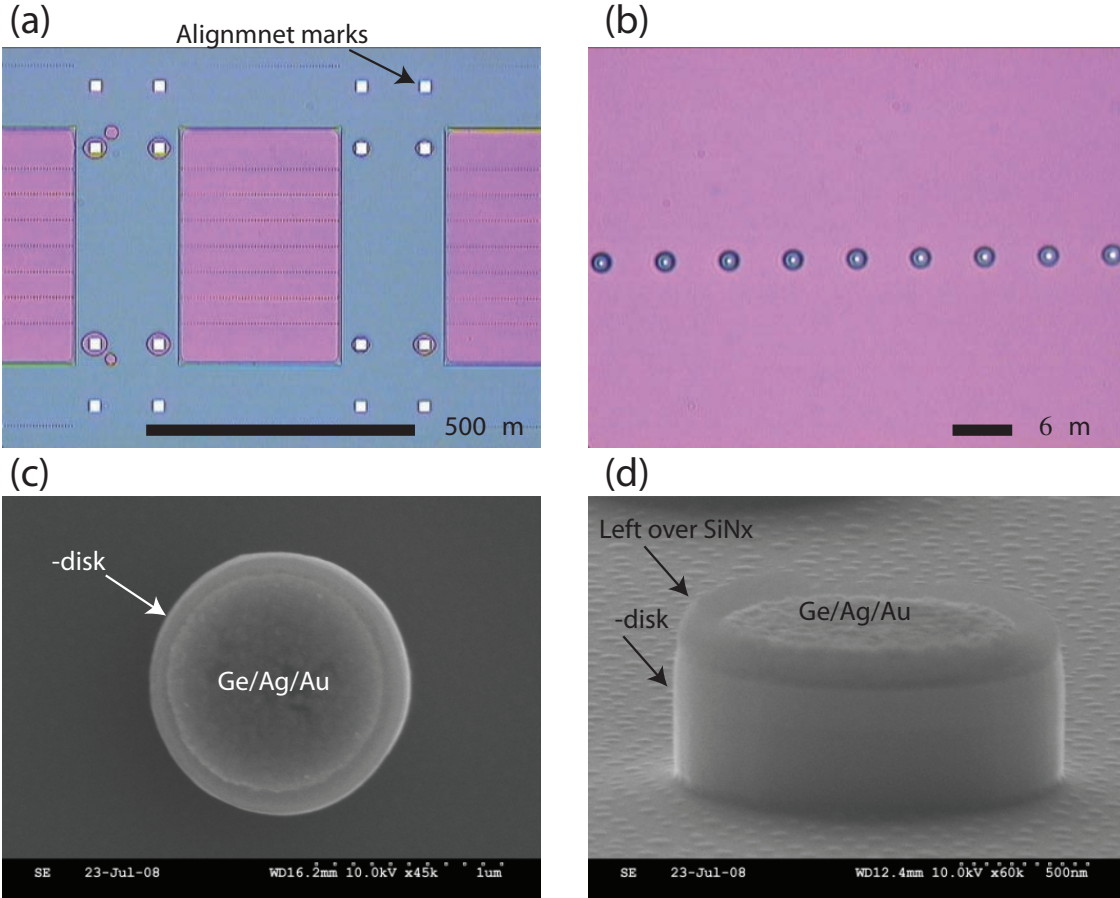 (a)
(b)
Alignmnet marks
500 m
6 m
(c)
(d)
-disk
Ge/Ag/Au
SE 23-Jul-08 WD16.2mm 10.0kV x45k 1um
Left over SiNx
-disk
Ge/Ag/Au
SE 23-Jul-08 WD12.4mm 10.0kV x60k 500nm